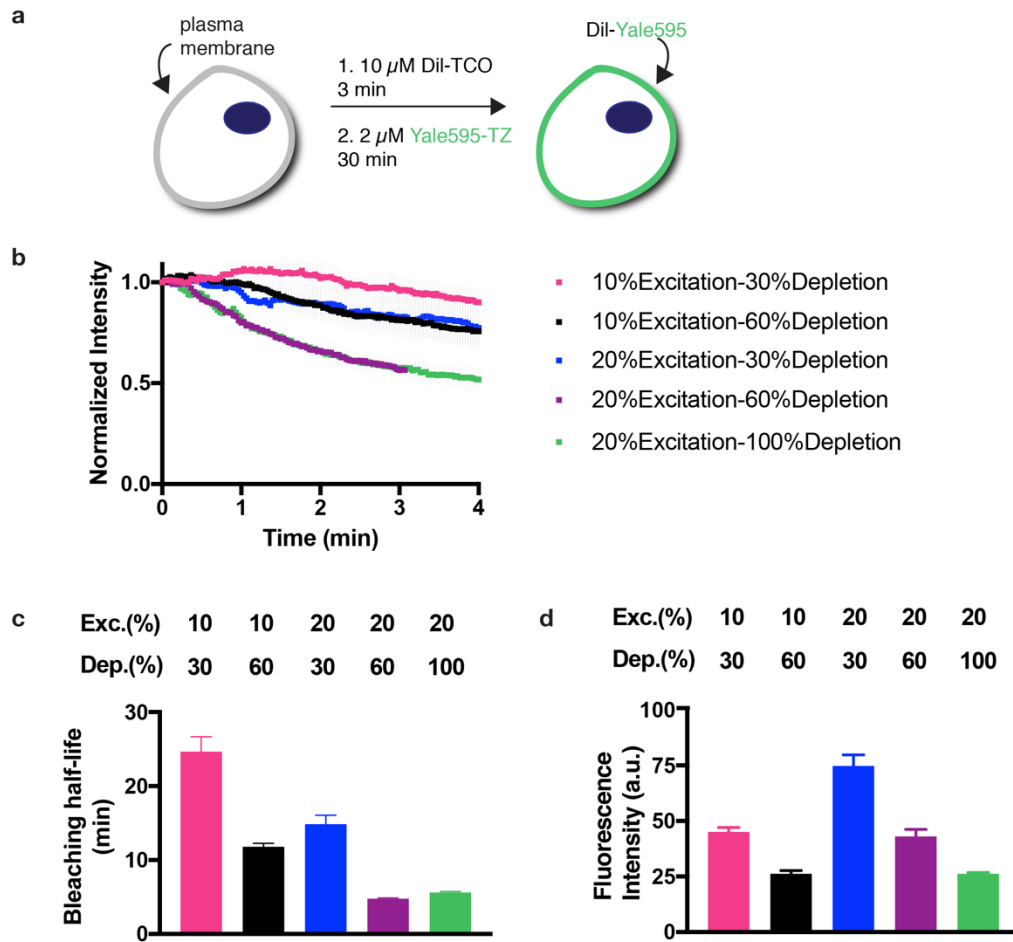 a
plasma
membrane
1. 10 µM Dil-TCO
3 min
2. 2 µM Yale595-TZ
30 min
Dil-Yale595
b
Normalized Intensity
1.0
0.5
0.0
0 1 2 3 4
Time (min)
10%Excitation-30%Depletion
10%Excitation-60%Depletion
20%Excitation-30%Depletion
20%Excitation-60%Depletion
20%Excitation-100%Depletion
c
Exc.(%) 10 10 20 20 20
Dep.(%) 30 60 30 60 100
Bleaching half-life
(min)
30
20
10
0
d
Exc.(%) 10 10 20 20 20
Dep.(%) 30 60 30 60 100
Fluorescence
Intensity (a.u.)
100
75
50
25
0